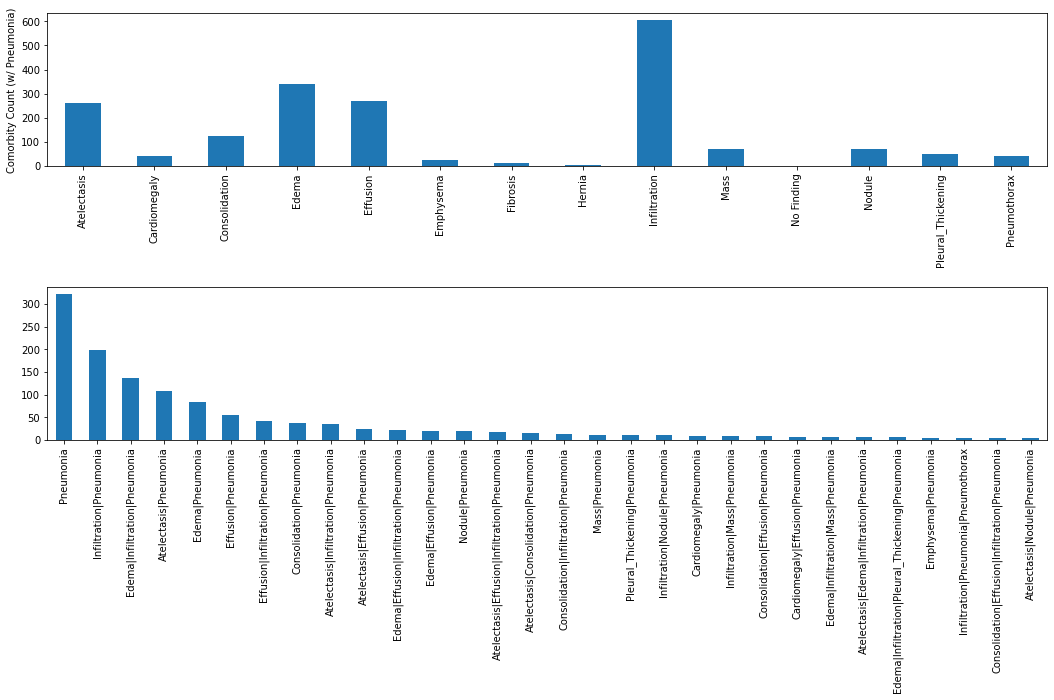 Comorbity Count (w/ Pneumonia)
600
500
400
300
200
100
0
Atelectasis
Cardiomegaly
Consolidation
Edema
Effusion
Emphysema
Fibrosis
Hernia
Infiltration
Mass
No Finding
Nodule
Pleural_Thickening
Pneumothorax
300
250
200
150
100
50
0
Pneumonia
Infiltration|Pneumonia
Edema|Infiltration|Pneumonia
Atelectasis|Pneumonia
Edema|Pneumonia
Effusion|Pneumonia
Effusion|Infiltration|Pneumonia
Consolidation|Pneumonia
Atelectasis|Infiltration|Pneumonia
Atelectasis|Effusion|Pneumonia
Edema|Effusion|Infiltration|Pneumonia
Edema|Effusion|Pneumonia
Nodule|Pneumonia
Atelectasis|Effusion|Infiltration|Pneumonia
Atelectasis|Consolidation|Pneumonia
Consolidation|Infiltration|Pneumonia
Mass|Pneumonia
Pleural_Thickening|Pneumonia
Infiltration|Nodule|Pneumonia
Cardiomegaly|Pneumonia
Infiltration|Mass|Pneumonia
Consolidation|Effusion|Pneumonia
Cardiomegaly|Effusion|Pneumonia
Edema|Infiltration|Mass|Pneumonia
Atelectasis|Edema|Infiltration|Pneumonia
Edema|Infiltration|Pleural_Thickening|Pneumonia
Emphysema|Pneumonia
Infiltration|Pneumonia|Pneumothorax
Consolidation|Effusion|Infiltration|Pneumonia
Atelectasis|Nodule|Pneumonia